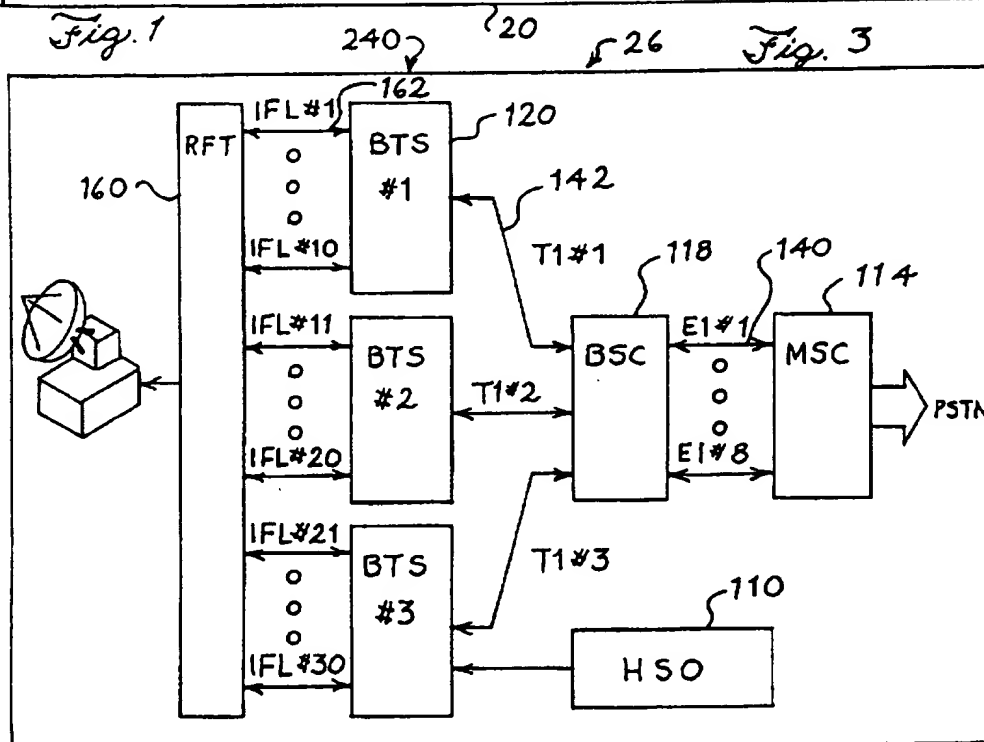 20
Fig. 1
240
26
Fig. 3
162
IFL#1
120
RFT
BTS
#1
160
142
IFL#10
T1#1
118
140
114
IFL#11
E1#1
BTS
#2
BSC
MSC
T1#2
PSTN
IFL#20
E1#8
IFL#21
T1#3
BTS
#3
110
IFL#30
HSO